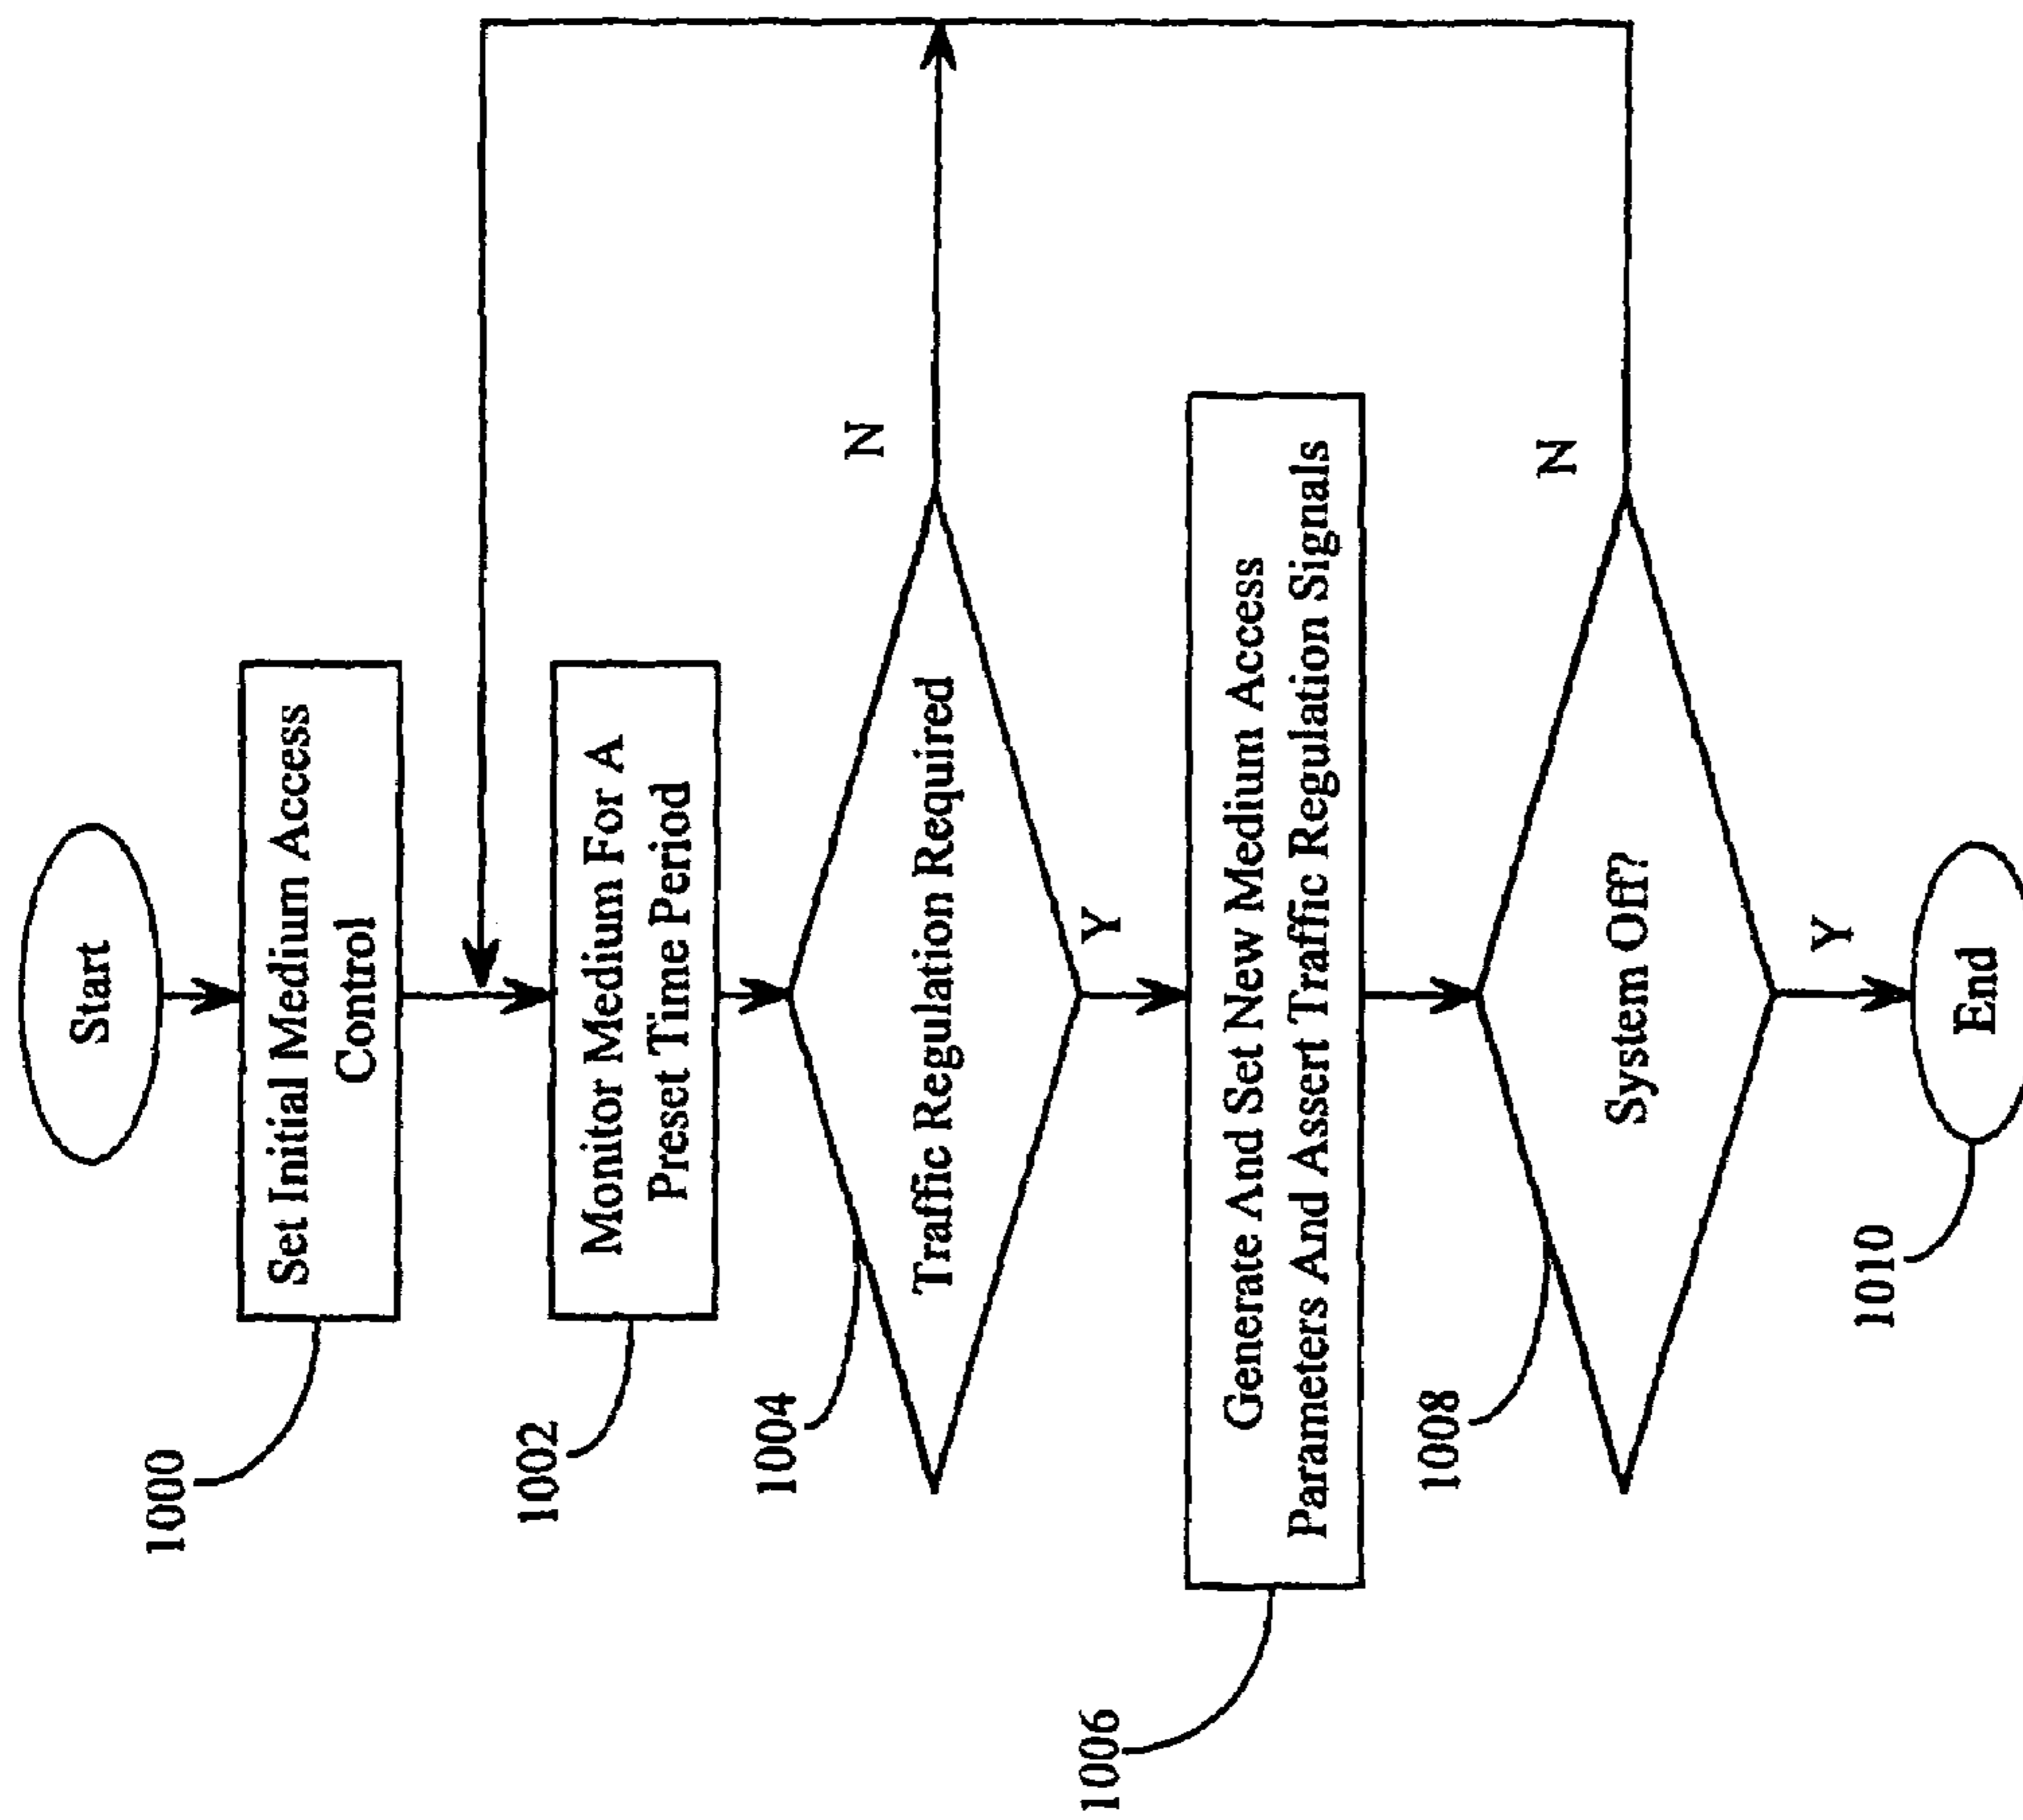 Start
1000
Set Initial Medium Access
Control
1002
Monitor Medium For A
Preset Time Period
1004
Traffic Regulation Required
N
Y
1006
Generate And Set New Medium Access
Parameters And Assert Traffic Regulation Signals
1008
System Off?
N
Y
1010
End